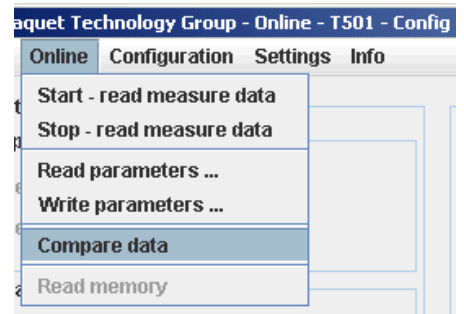 aquet Technology Group - Online - T501 - Config
Online Configuration Settings Info
Start - read measure data
Stop - read measure data
Read parameters ...
Write parameters ...
Compare data
Read memory